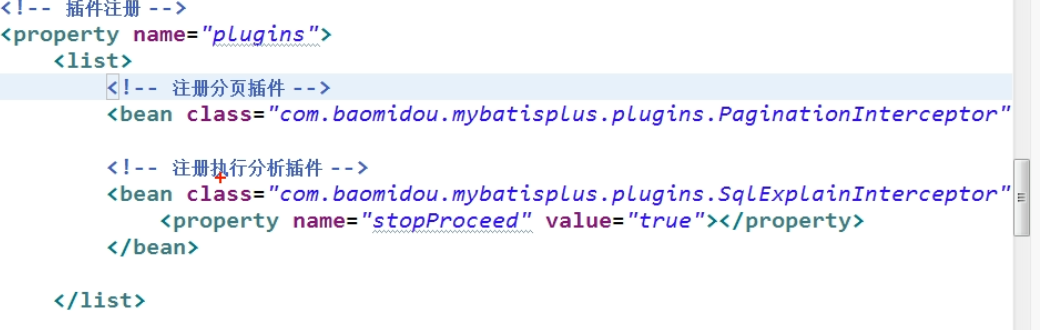 <!-- 插件注册 -->
<property name="plugins">
<list>
<!-- 注册分页插件 -->
<bean class="com.baomidou.mybatisplus.plugins.PaginationInterceptor"
<!-- 注册执行分析插件 -->
<bean class="com.baomidou.mybatisplus.plugins.SqlExplainInterceptor"
<property name="stopProceed" value="true"></property>
</bean>
</list>